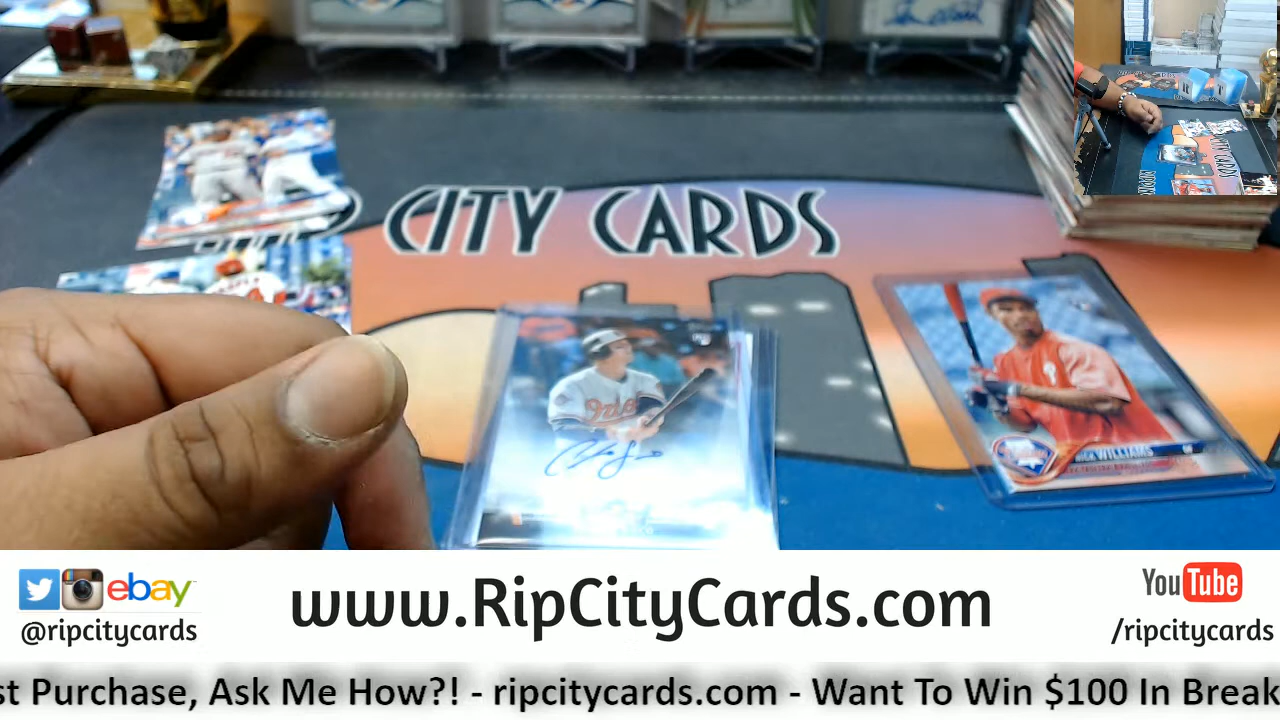 CITY CARDS
WILLIAMS
www.RipCityCards.com
ebay
@ripcitycards
YouTube
/ripcitycards
st Purchase, Ask Me How?! - ripcitycards.com - Want To Win $100 In Break